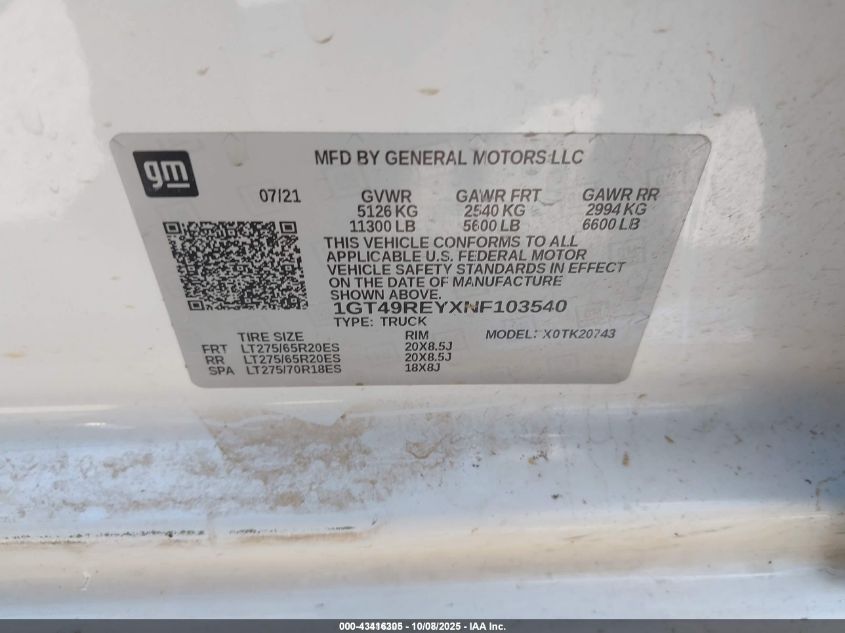 gm
MFD BY GENERAL MOTORS LLC
07/21 GVWR GAWR FRT GAWR RR
5126 KG 2540 KG 2994 KG
11300 LB 5600 LB 6600 LB
THIS VEHICLE CONFORMS TO ALL
APPLICABLE U.S. FEDERAL MOTOR
VEHICLE SAFETY STANDARDS IN EFFECT
ON THE DATE OF MANUFACTURE
SHOWN ABOVE.
1GT49REYXNF103540
TYPE: TRUCK MODEL: X0TK20743
TIRE SIZE RIM
FRT LT275/65R20ES 20X8.5J
RR LT275/65R20ES 20X8.5J
SPA LT275/70R18ES 18X8J
000-43416305 - 10/08/2025 - IAA Inc.